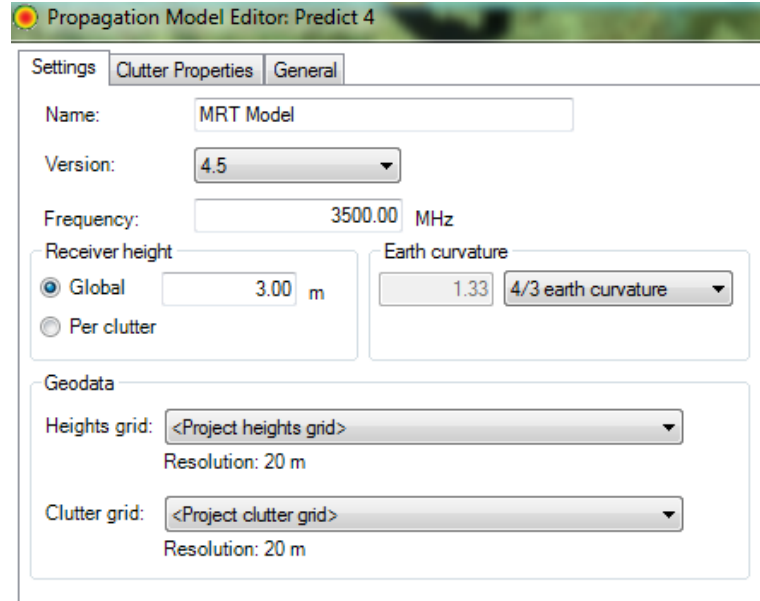 Propagation Model Editor: Predict 4
Settings Clutter Properties General
Name: MRT Model
Version: 4.5
Frequency: 3500.00 MHz
Receiver height Earth curvature
Global 3.00 m 1.33 4/3 earth curvature
Per clutter
Geodata
Heights grid: <Project heights grid>
Resolution: 20 m
Clutter grid: <Project clutter grid>
Resolution: 20 m